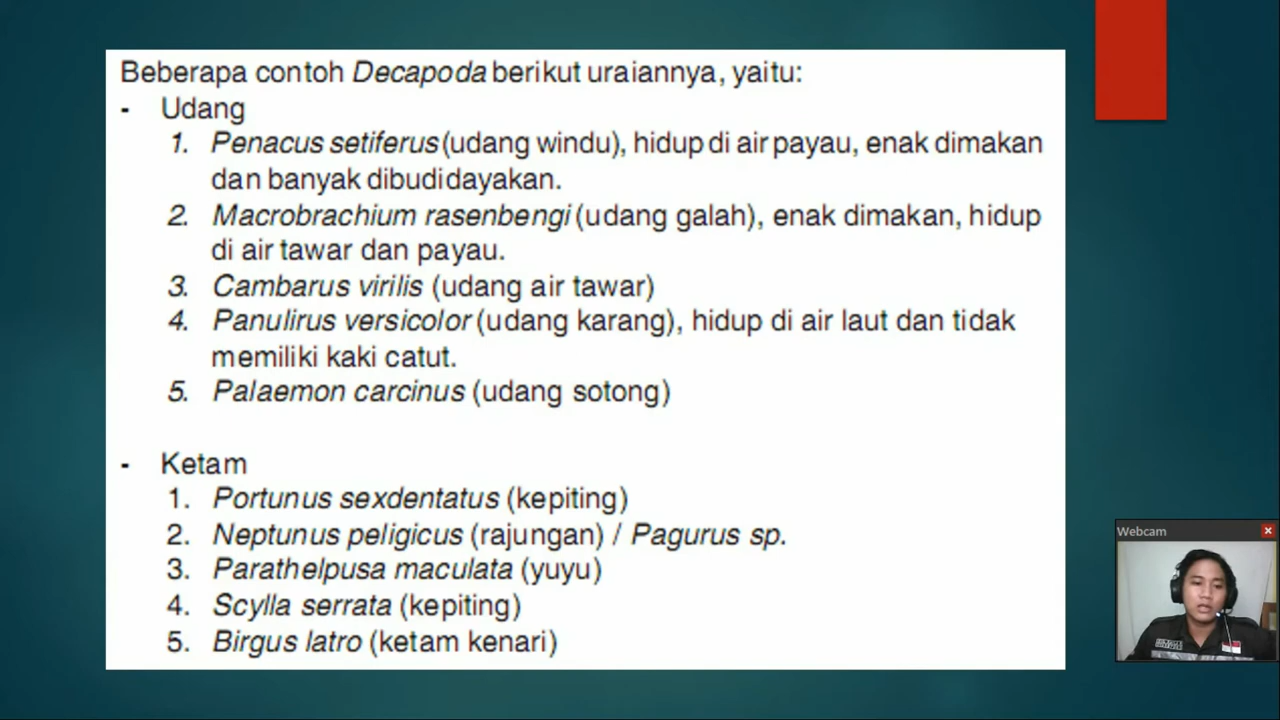 Beberapa contoh Decapoda berikut uraiannya, yaitu:
- Udang
1. Penacus setiferus (udang windu), hidup di air payau, enak dimakan
dan banyak dibudidayakan.
2. Macrobrachium rasenbengi (udang galah), enak dimakan, hidup
di air tawar dan payau.
3. Cambarus virilis (udang air tawar)
4. Panulirus versicolor (udang karang), hidup di air laut dan tidak
memiliki kaki catut.
5. Palaemon carcinus (udang sotong)
- Ketam
1. Portunus sexdentatus (kepiting)
2. Neptunus peligicus (rajungan) / Pagurus sp.
3. Parathelpusa maculata (yuyu)
4. Scylla serrata (kepiting)
5. Birgus latro (ketam kenari)
Webcam